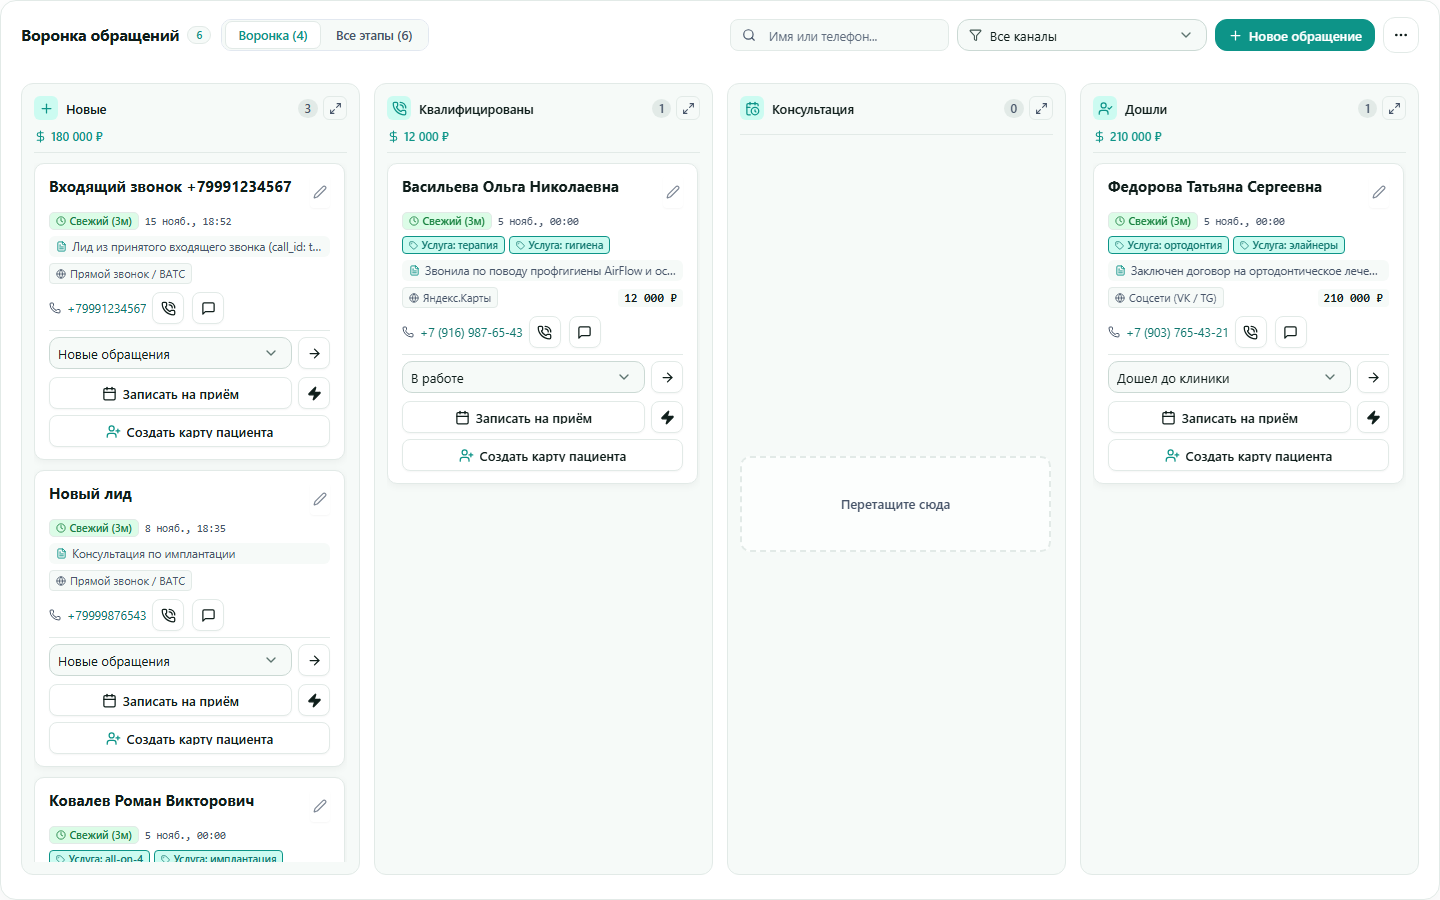 Воронка обращений 6 Воронка (4) Все этапы (6) Имя или телефон... Все каналы Новое обращение
Новые 3
180 000 ₽
Входящий звонок +79991234567
Свежий (3м) 15 нояб., 18:52
Лид из принятого входящего звонка (call_id: t...
Прямой звонок / ВАТС
+79991234567
Новые обращения
Записать на приём
Создать карту пациента
Новый лид
Свежий (3м) 8 нояб., 18:35
Консультация по имплантации
Прямой звонок / ВАТС
+79999876543
Новые обращения
Записать на приём
Создать карту пациента
Ковалев Роман Викторович
Свежий (3м) 5 нояб., 00:00
Услуга: all-on-4 Услуга: имплантация
Квалифицированы 1
12 000 ₽
Васильева Ольга Николаевна
Свежий (3м) 5 нояб., 00:00
Услуга: терапия Услуга: гигиена
Звонила по поводу профгигиены AirFlow и ос...
Яндекс.Карты 12 000 ₽
+7 (916) 987-65-43
В работе
Записать на приём
Создать карту пациента
Консультация 0
Перетащите сюда
Дошли 1
210 000 ₽
Федорова Татьяна Сергеевна
Свежий (3м) 5 нояб., 00:00
Услуга: ортодонтия Услуга: элайнеры
Заключен договор на ортодонтическое лече...
Соцсети (VK / TG) 210 000 ₽
+7 (903) 765-43-21
Дошел до клиники
Записать на приём
Создать карту пациента